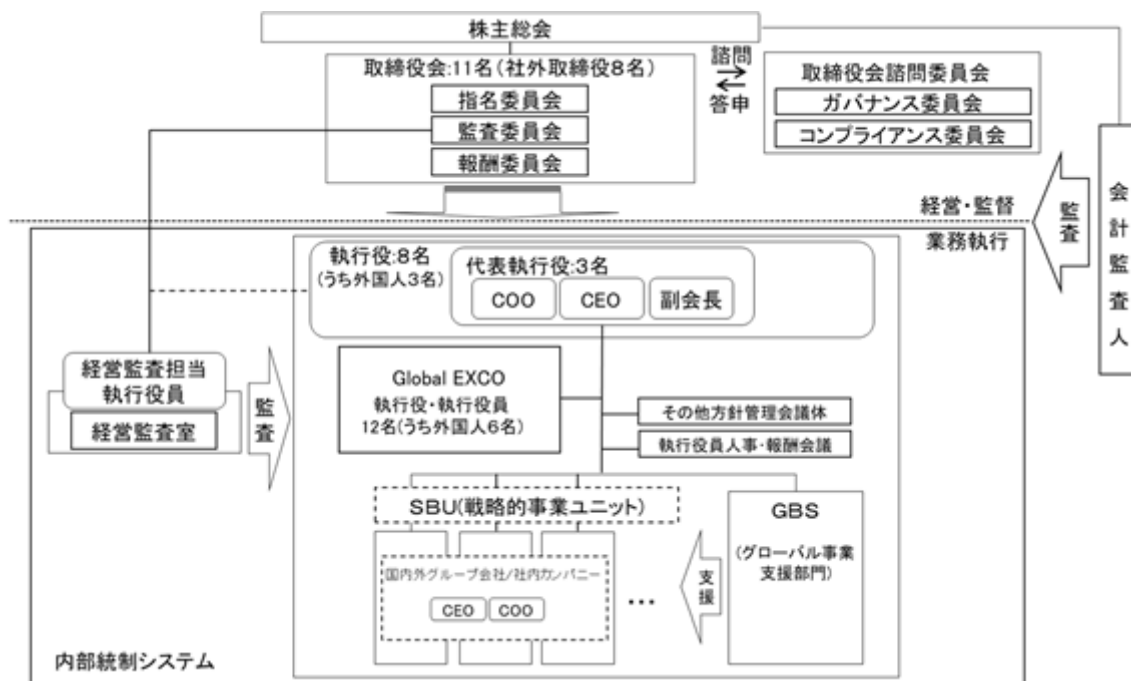 株主総会
取締役会:11名(社外取締役8名)
指名委員会
監査委員会
報酬委員会
諮問
答申
取締役会諮問委員会
ガバナンス委員会
コンプライアンス委員会
会計監査人
監査
経営・監督
業務執行
執行役:8名
(うち外国人3名)
代表執行役:3名
COO
CEO
副会長
経営監査担当
執行役員
経営監査室
監査
Global EXCO
執行役・執行役員
12名(うち外国人6名)
その他方針管理会議体
執行役員人事・報酬会議
SBU(戦略的事業ユニット)
国内外グループ会社/社内カンパニー
CEO
COO
...
支援
GBS
(グローバル事業
支援部門)
内部統制システム